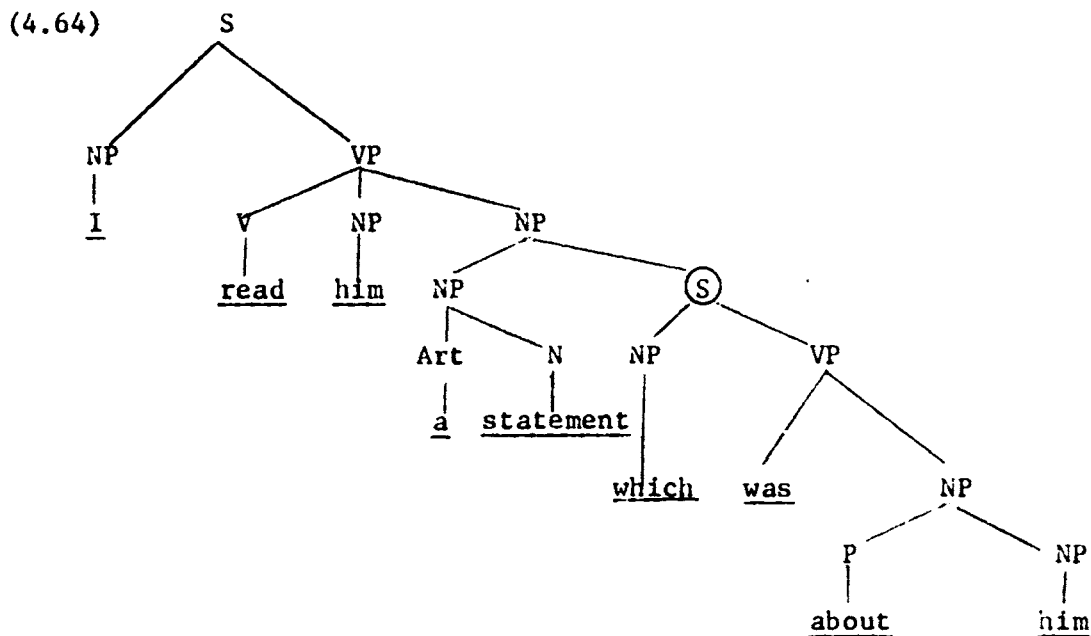 (4.64) S
NP VP
I V NP NP
read him NP S
Art N NP VP
a statement
which was NP
P NP
about him